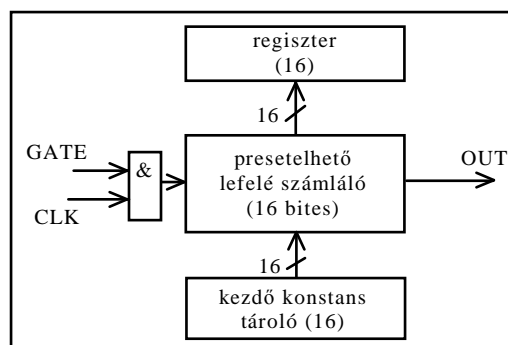 regiszter
(16)
16
GATE
&
CLK
presetelhető
lefelé számláló
(16 bites)
OUT
16
kezdő konstans
tároló (16)